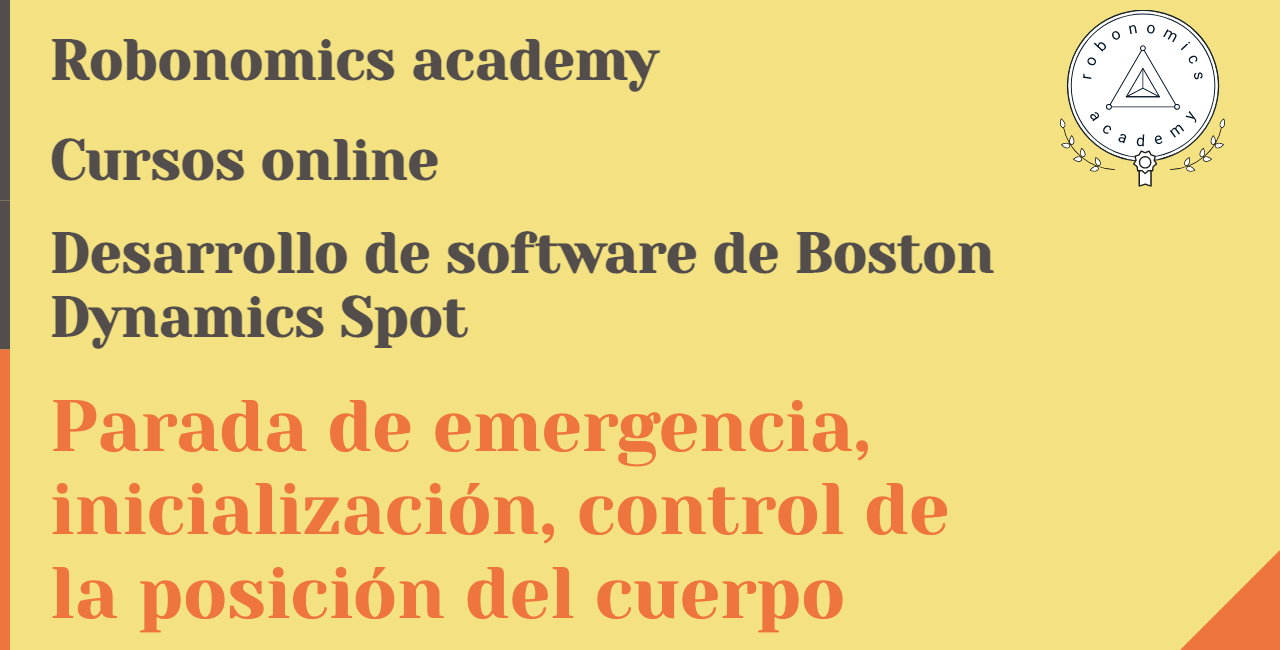 Robonomics academy
Cursos online
Desarrollo de software de Boston
Dynamics Spot
Parada de emergencia,
inicialización, control de
la posición del cuerpo
robonomics
academy